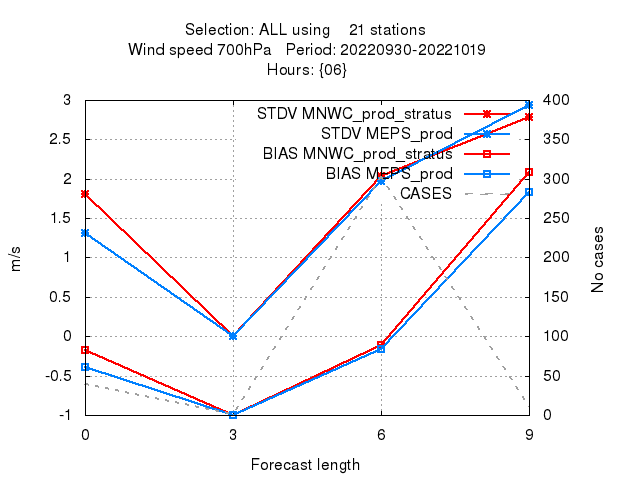 Selection: ALL using 21 stations
Wind speed 700hPa Period: 20220930-20221019
Hours: {06}
STDV MNWC_prod_stratus
STDV MEPS_prod
BIAS MNWC_prod_stratus
BIAS MEPS_prod
CASES
3
2.5
2
1.5
1
0.5
0
-0.5
-1
400
350
300
250
200
150
100
50
0
m/s
No cases
0 3 6 9
Forecast length